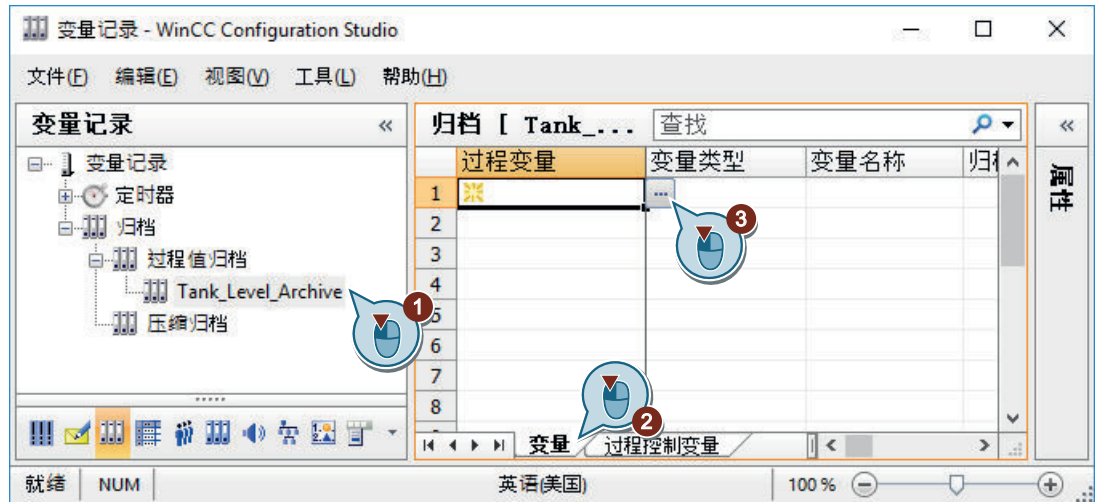 变量记录 - WinCC Configuration Studio
文件(F) 编辑(E) 视图(V) 工具(L) 帮助(H)
变量记录 «
归档 [ Tank_... 查找
«
属性
变量记录
定时器
归档
过程值归档
Tank_Level_Archive
压缩归档
过程变量 变量类型 变量名称
1 ...
2
3
4
5
6
7
8
1
2
3
变量 过程控制变量
就绪 NUM 英语(美国) 100 %